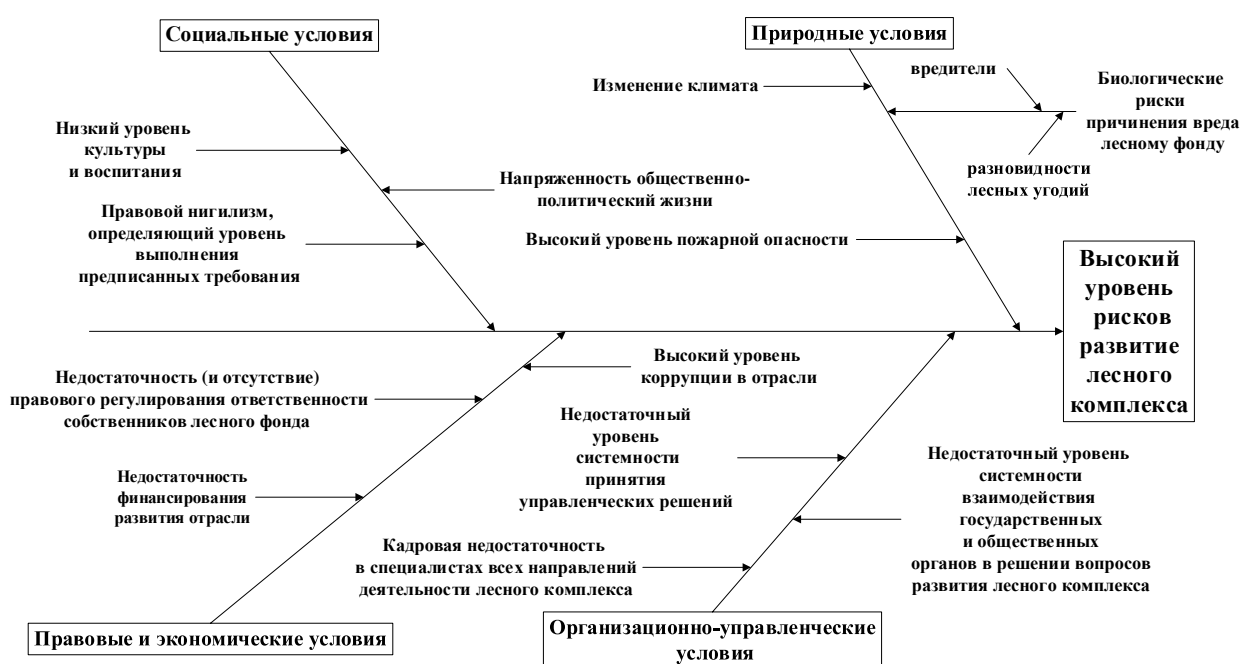 Социальные условия
Природные условия
Изменение климата
вредители
Биологические
риски
причинения вреда
лесному фонду
разновидности
лесных угодий
Низкий уровень
культуры
и воспитания
Напряженность общественно-
политический жизни
Правовой нигилизм,
определяющий уровень
выполнения
предписанных требования
Высокий уровень пожарной опасности
Высокий
уровень
рисков
развитие
лесного
комплекса
Недостаточность (и отсутствие)
правового регулирования ответственности
собственников лесного фонда
Высокий уровень
коррупции в отрасли
Недостаточность
финансирования
развития отрасли
Недостаточный
уровень
системности
принятия
управленческих решений
Недостаточный уровень
системности
взаимодействия
государственных
и общественных
органов в решении вопросов
развития лесного комплекса
Кадровая недостаточность
в специалистах всех направлений
деятельности лесного комплекса
Правовые и экономические условия
Организационно-управленческие
условия